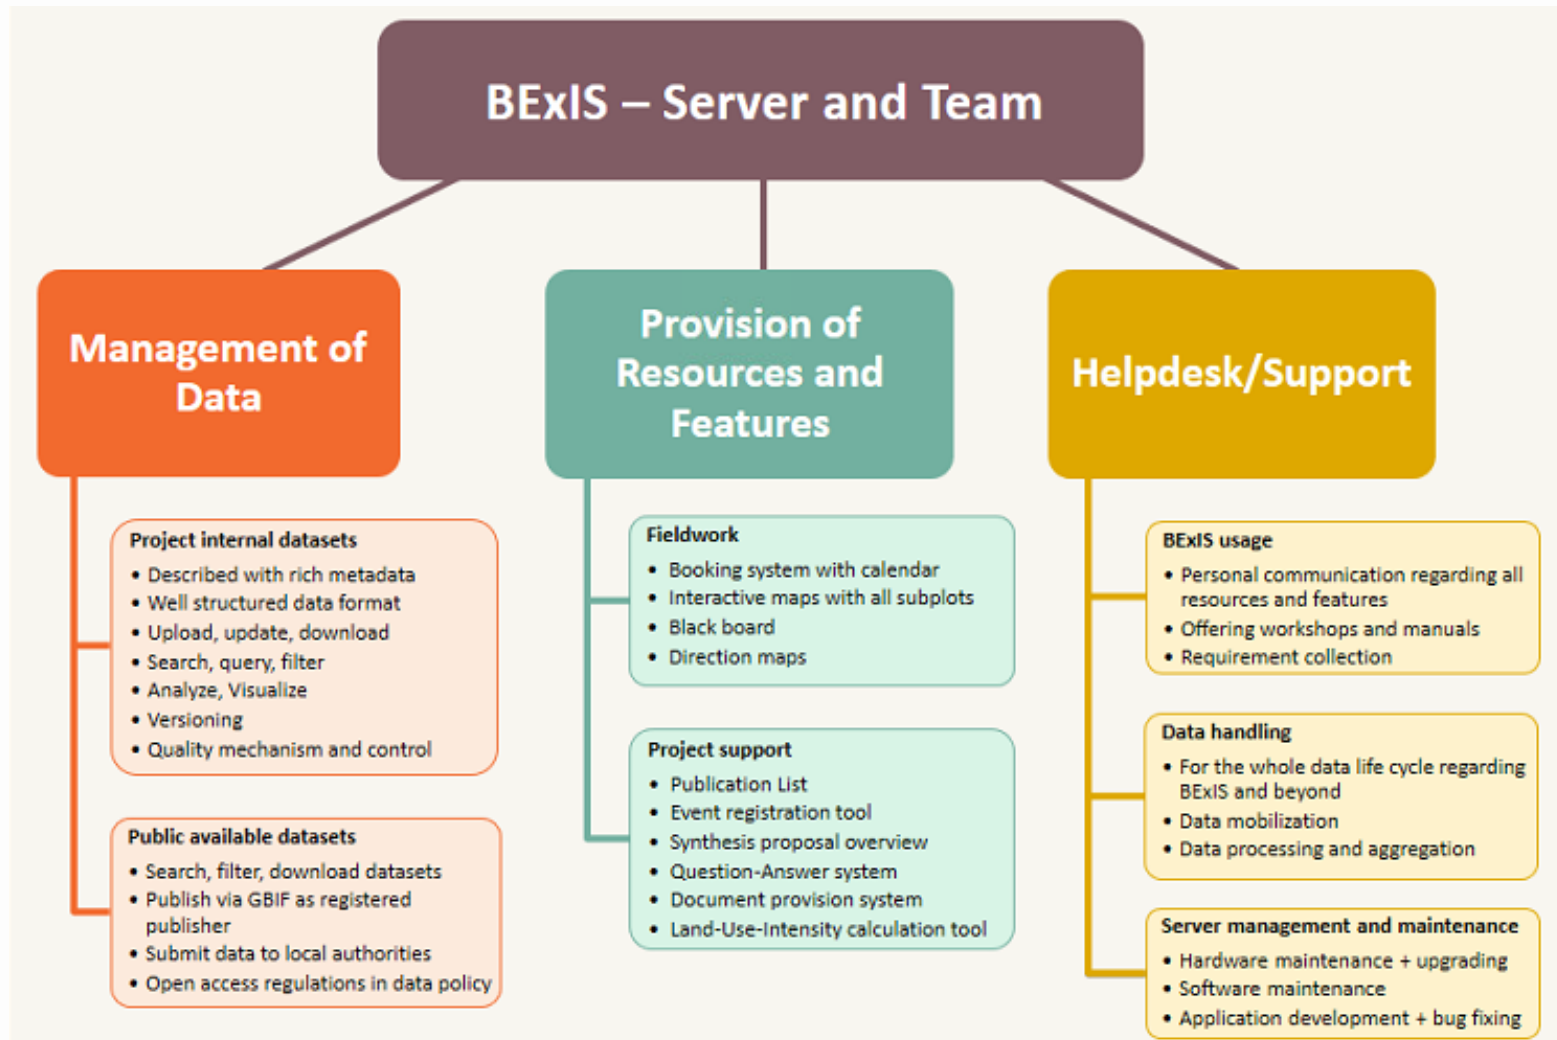 BExIS – Server and Team
Management of
Data
Project internal datasets
• Described with rich metadata
• Well structured data format
• Upload, update, download
• Search, query, filter
• Analyze, Visualize
• Versioning
• Quality mechanism and control
Public available datasets
• Search, filter, download datasets
• Publish via GBIF as registered
publisher
• Submit data to local authorities
• Open access regulations in data policy
Provision of
Resources and
Features
Fieldwork
• Booking system with calendar
• Interactive maps with all subplots
• Black board
• Direction maps
Project support
• Publication List
• Event registration tool
• Synthesis proposal overview
• Question-Answer system
• Document provision system
• Land-Use-Intensity calculation tool
Helpdesk/Support
BExIS usage
• Personal communication regarding all
resources and features
• Offering workshops and manuals
• Requirement collection
Data handling
• For the whole data life cycle regarding
BExIS and beyond
• Data mobilization
• Data processing and aggregation
Server management and maintenance
• Hardware maintenance + upgrading
• Software maintenance
• Application development + bug fixing